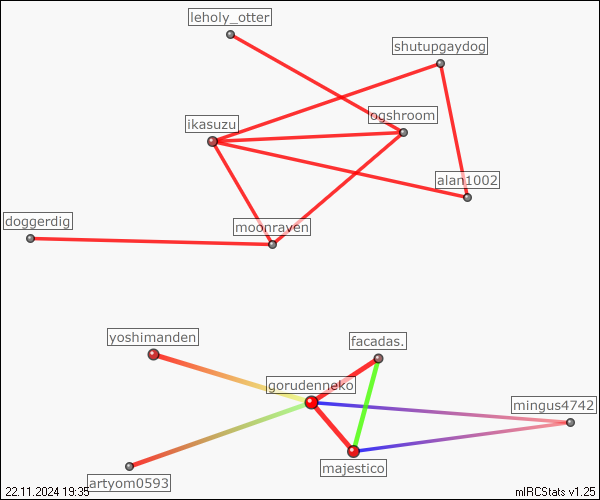 leholy_otter
shutupgaydog
ogshroom
ikasuzu
alan1002
doggerdig
moonraven
yoshimanden
facadas.
gorudenneko
mingus4742
majestico
artyom0593
22.11.2024 19:35
mIRCStats v1.25